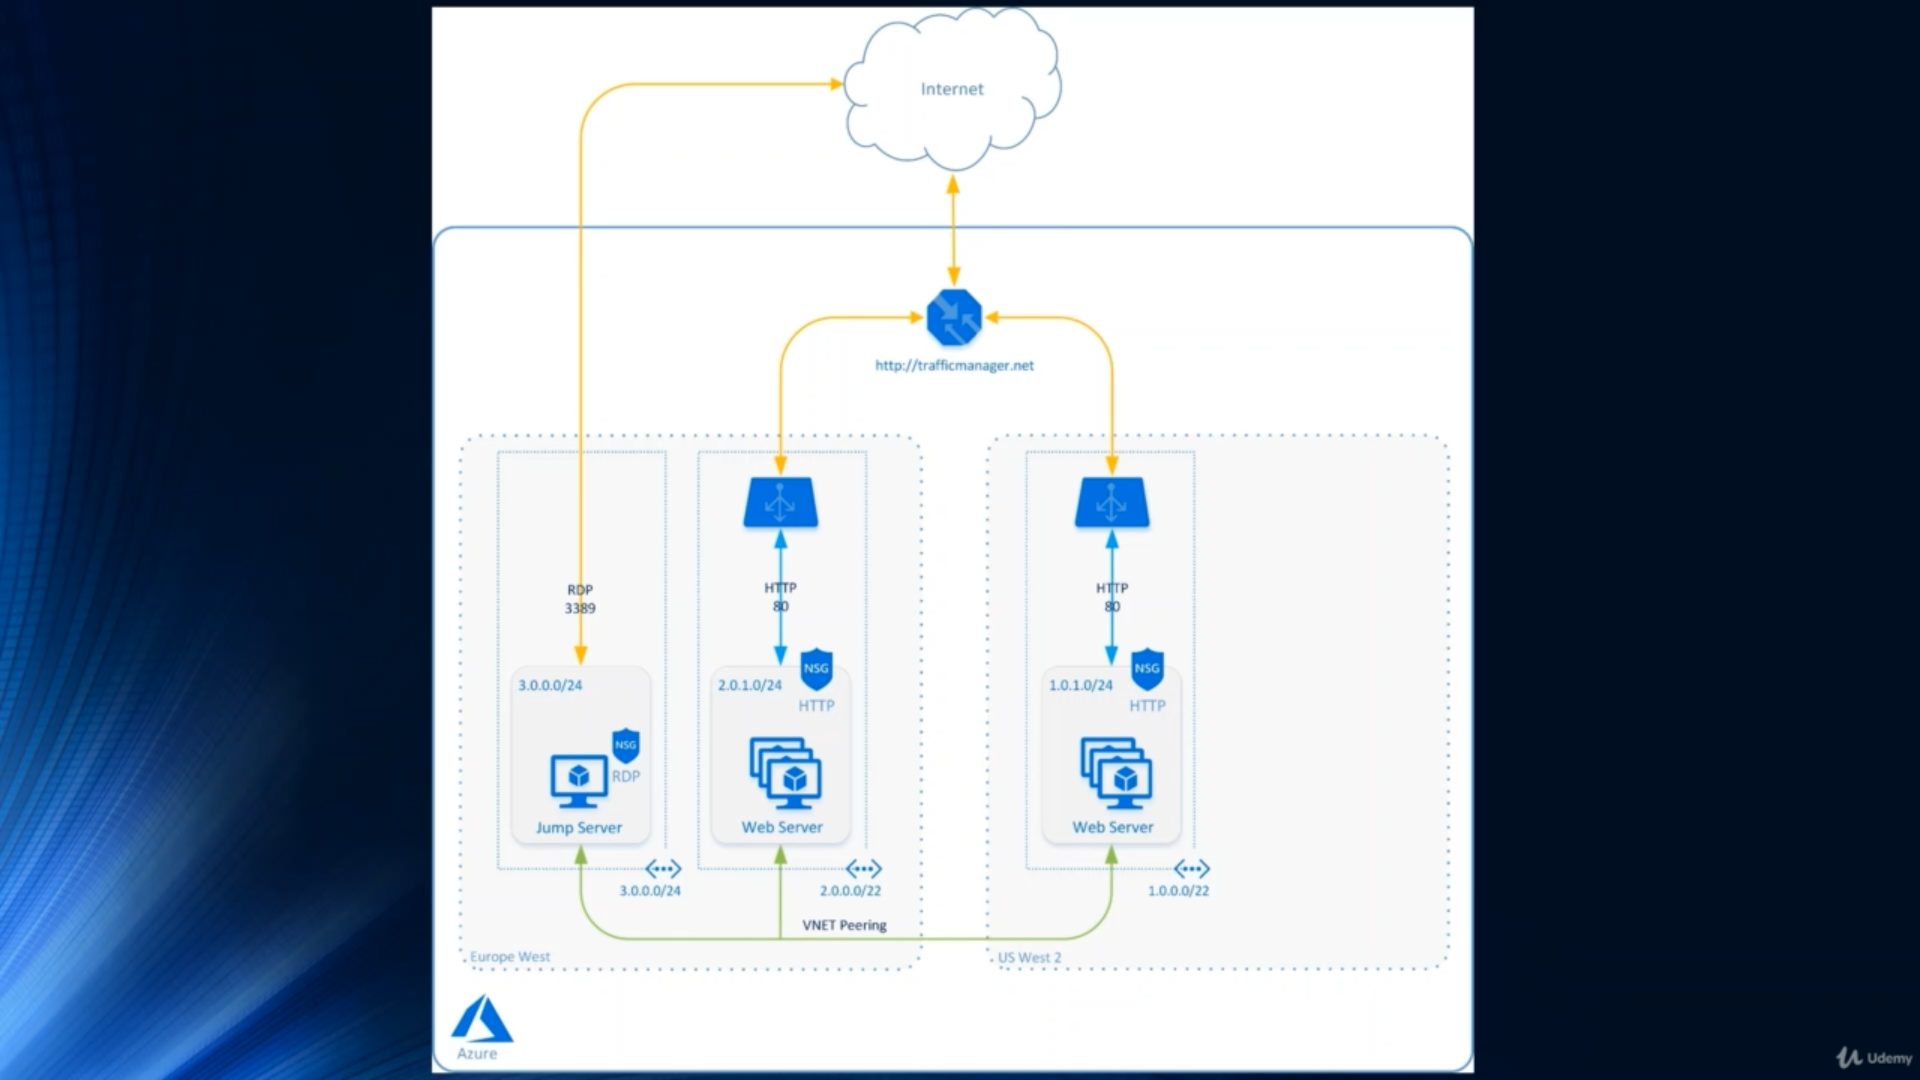 Internet
http://trafficmanager.net
RDP
3389
HTTP
80
HTTP
80
3.0.0.0/24
NSG
RDP
Jump Server
2.0.1.0/24
NSG
HTTP
Web Server
1.0.1.0/24
NSG
HTTP
Web Server
3.0.0.0/24
2.0.0.0/22
1.0.0.0/22
VNET Peering
Europe West
US West 2
Azure
Udemy